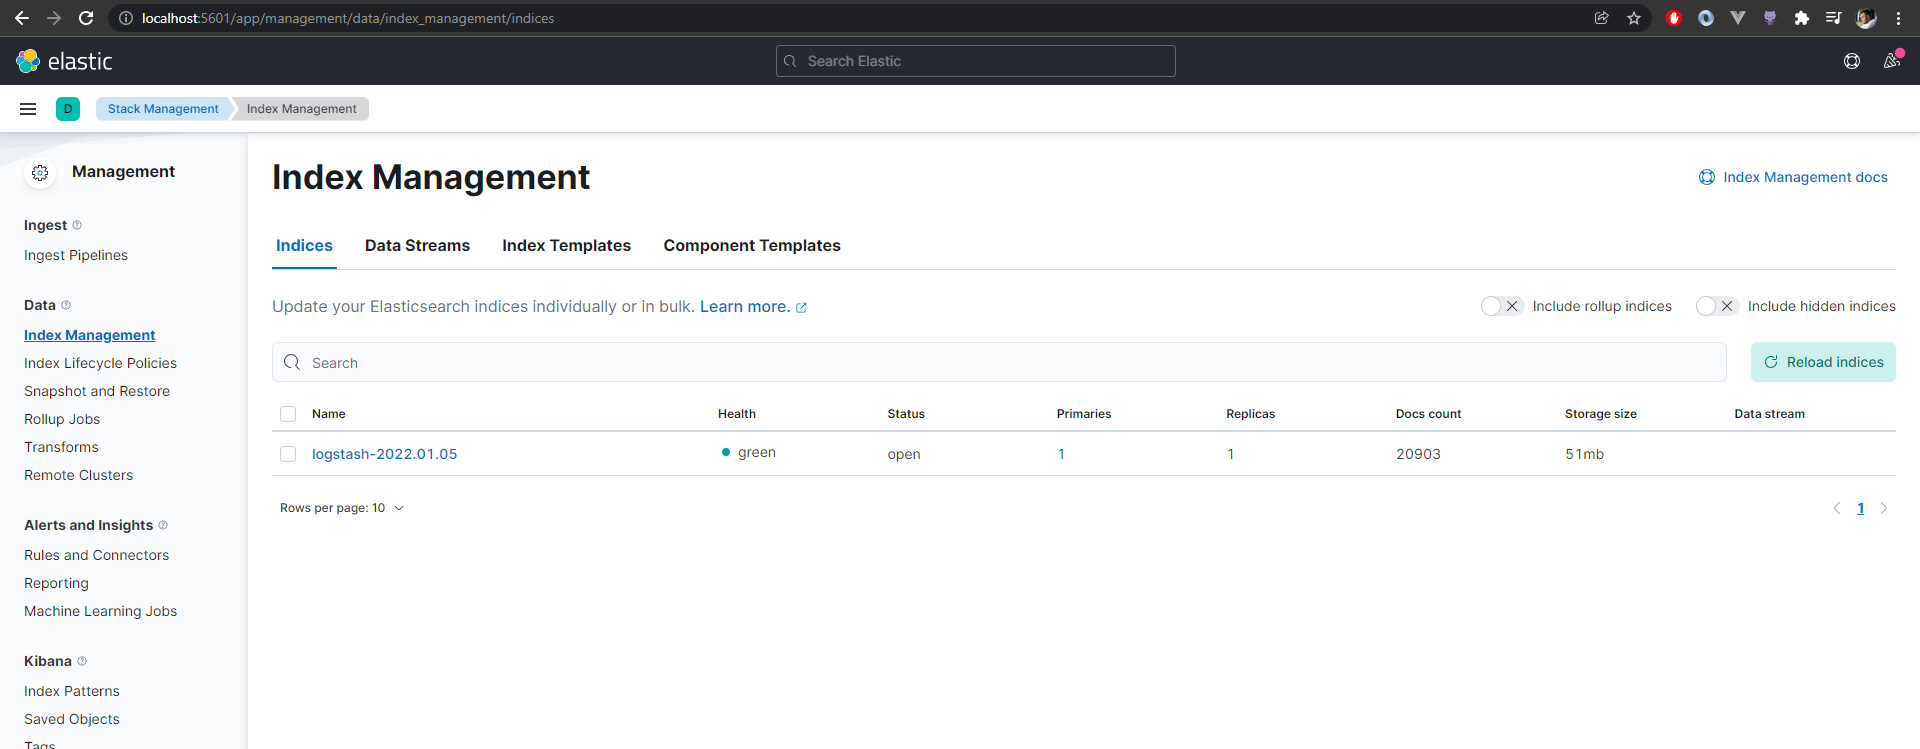 localhost:5601/app/management/data/index_management/indices
elastic
Search Elastic
D
Stack Management
Index Management
Management
Ingest
Ingest Pipelines
Data
Index Management
Index Lifecycle Policies
Snapshot and Restore
Rollup Jobs
Transforms
Remote Clusters
Alerts and Insights
Rules and Connectors
Reporting
Machine Learning Jobs
Kibana
Index Patterns
Saved Objects
Tags
Index Management
Index Management docs
Indices Data Streams Index Templates Component Templates
Update your Elasticsearch indices individually or in bulk. Learn more.
Include rollup indices Include hidden indices
Search
Reload indices
Name Health Status Primaries Replicas Docs count Storage size Data stream
logstash-2022.01.05 green open 1 1 20903 51mb
Rows per page: 10
1